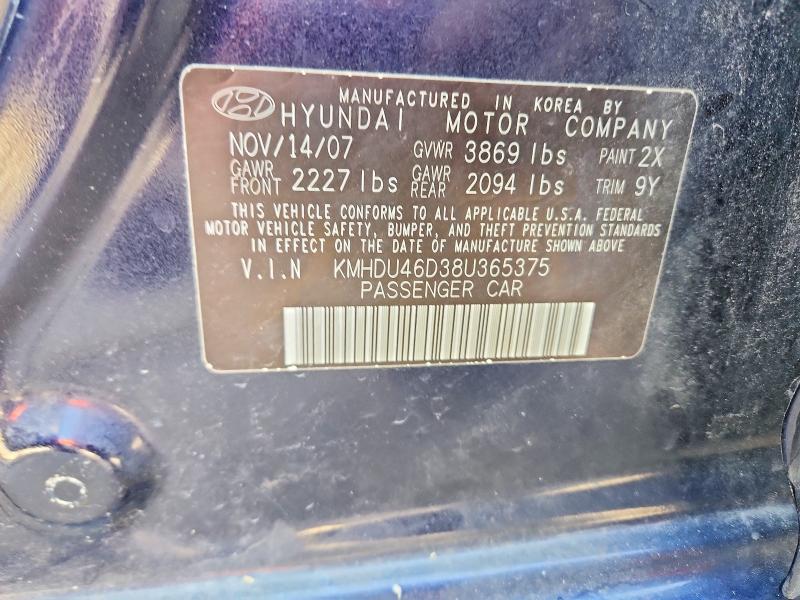 MANUFACTURED IN KOREA BY
HYUNDAI MOTOR COMPANY
NOV/14/07 GVWR 3869 lbs PAINT 2X
GAWR FRONT 2227 lbs GAWR REAR 2094 lbs TRIM 9Y
THIS VEHICLE CONFORMS TO ALL APPLICABLE U.S.A. FEDERAL
MOTOR VEHICLE SAFETY, BUMPER, AND THEFT PREVENTION STANDARDS
IN EFFECT ON THE DATE OF MANUFACTURE SHOWN ABOVE
V.I.N KMHDU46D38U365375
PASSENGER CAR